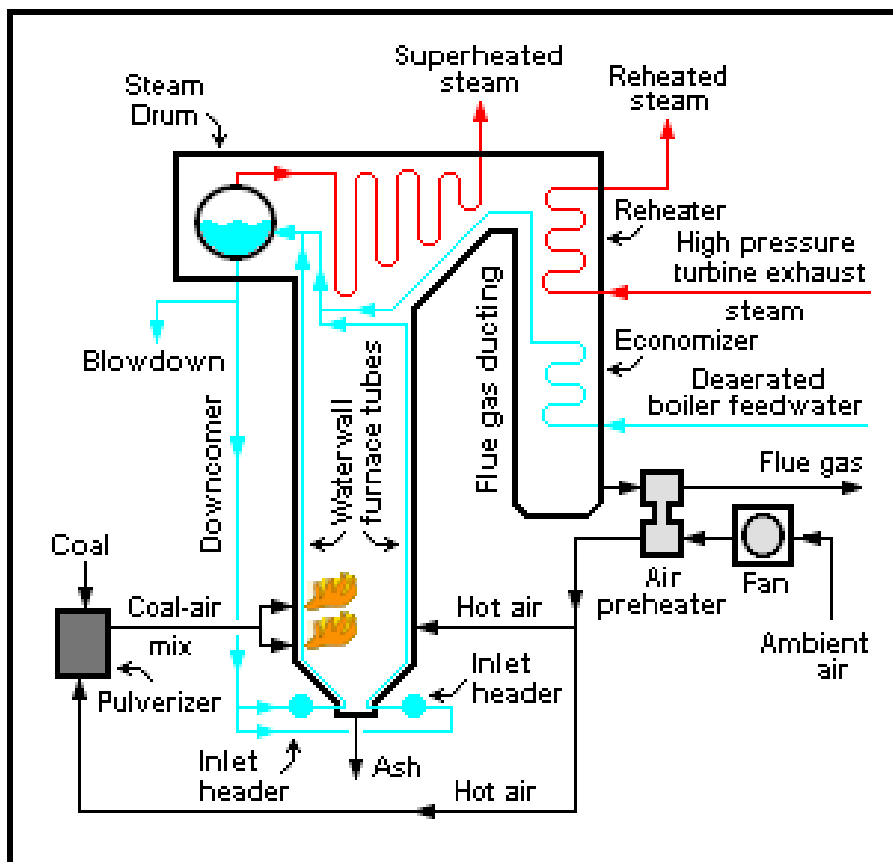 Superheated
steam
Reheated
steam
Steam
Drum
Reheater
High pressure
turbine exhaust
steam
Economizer
Deaerated
boiler feedwater
Blowdown
Downcomer
Waterwall
furnace tubes
Flue gas ducting
Flue gas
Coal
Air
preheater
Fan
Coal-air
mix
Hot air
Ambient
air
Pulverizer
Inlet
header
Inlet
header
Ash
Hot air